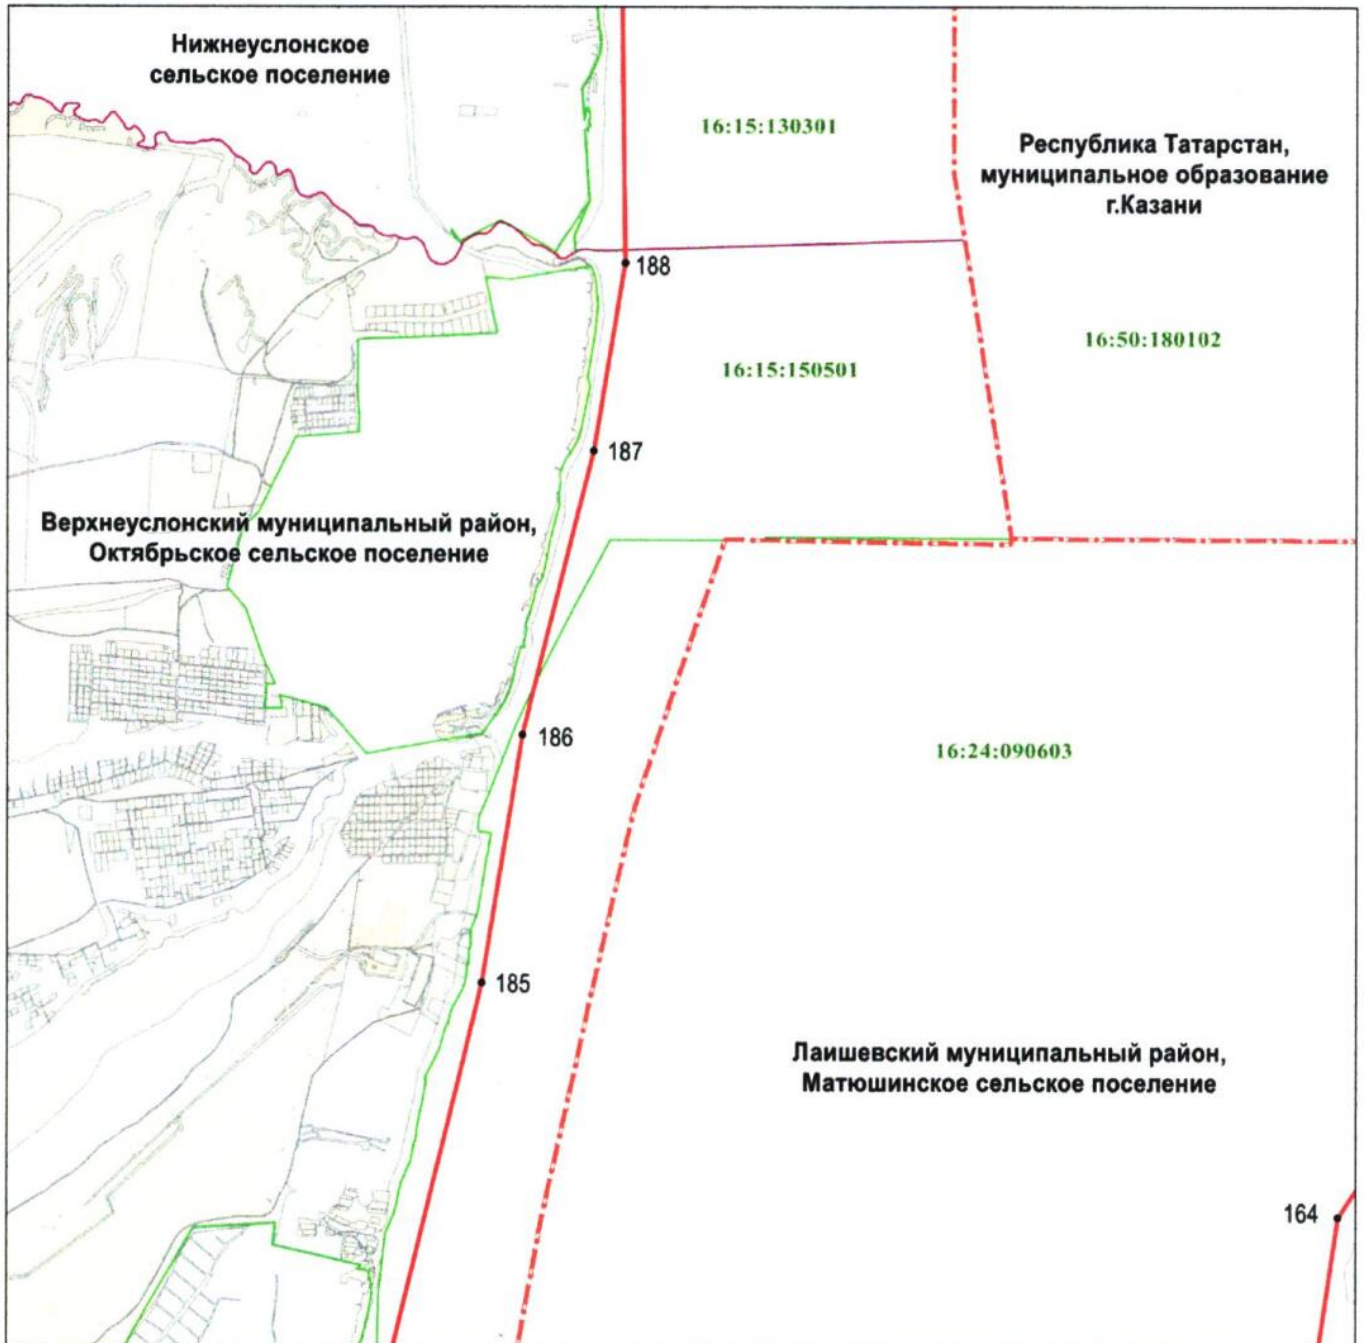 Нижнеуслонское
сельское поселение
16:15:130301
Республика Татарстан,
муниципальное образование
г.Казани
188
16:50:180102
16:15:150501
187
Верхнеуслонский муниципальный район,
Октябрьское сельское поселение
186
16:24:090603
185
Лаишевский муниципальный район,
Матюшинское сельское поселение
164